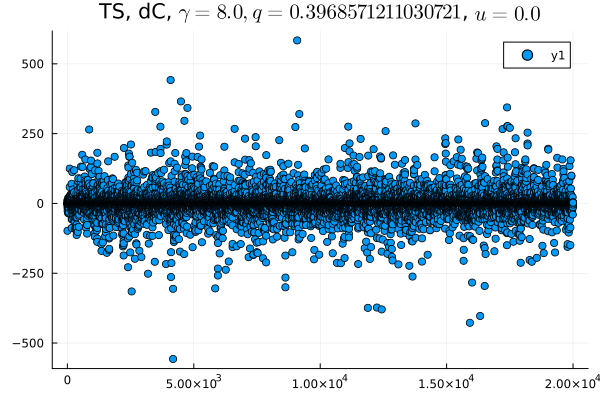 TS, dC, γ = 8.0, q = 0.3968571211030721, u = 0.0
y1
500
250
0
−250
−500
0 5.00×10³ 1.00×10⁴ 1.50×10⁴ 2.00×10⁴